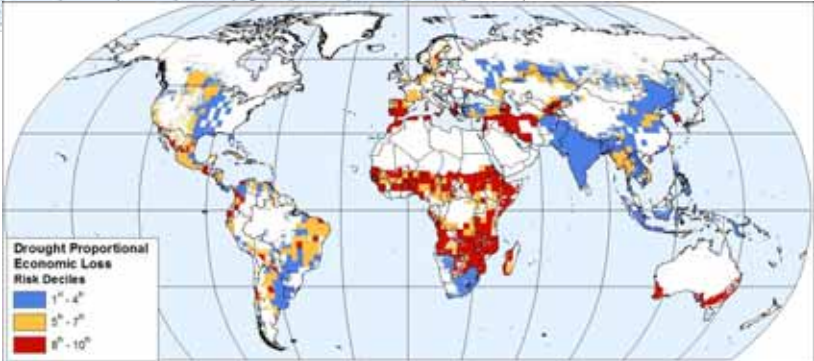 Drought Proportional
Economic Loss
Risk Deciles
1st - 4th
5th - 7th
8th - 10th